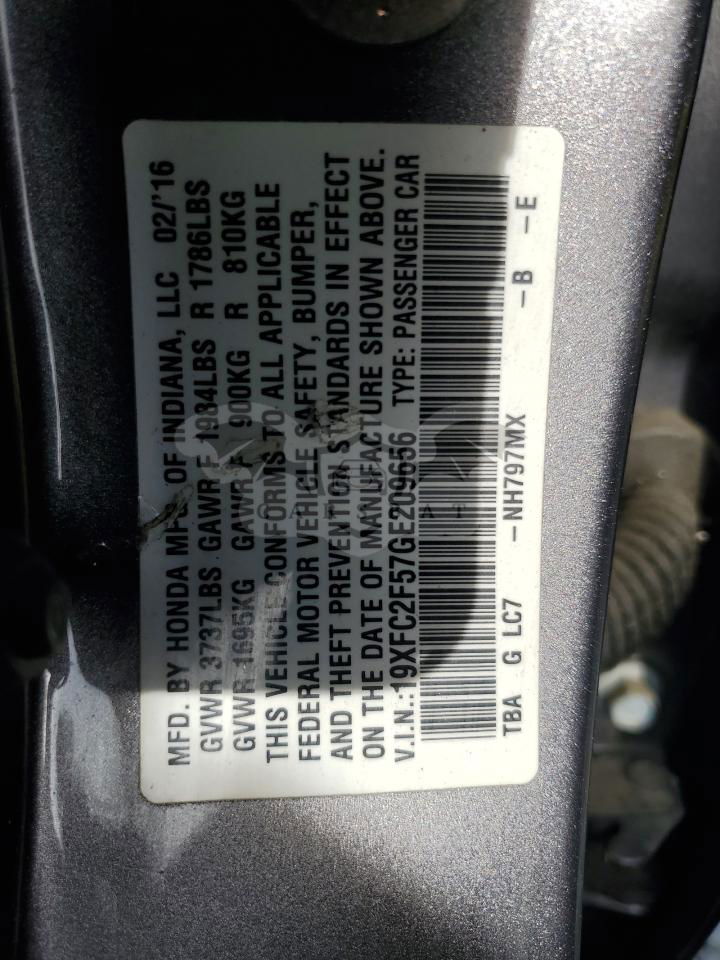 MFD. BY HONDA MFG OF INDIANA, LLC 02/'16
GVWR 3737LBS GAWR F 1984LBS R 1786LBS
GVWR 1695KG GAWR F 900KG R 810KG
THIS VEHICLE CONFORMS TO ALL APPLICABLE
FEDERAL MOTOR VEHICLE SAFETY, BUMPER,
AND THEFT PREVENTION STANDARDS IN EFFECT
ON THE DATE OF MANUFACTURE SHOWN ABOVE.
V.I.N.:19XFC2F57GE209656 TYPE: PASSENGER CAR
TBA G LC7 -NH797MX -B -E